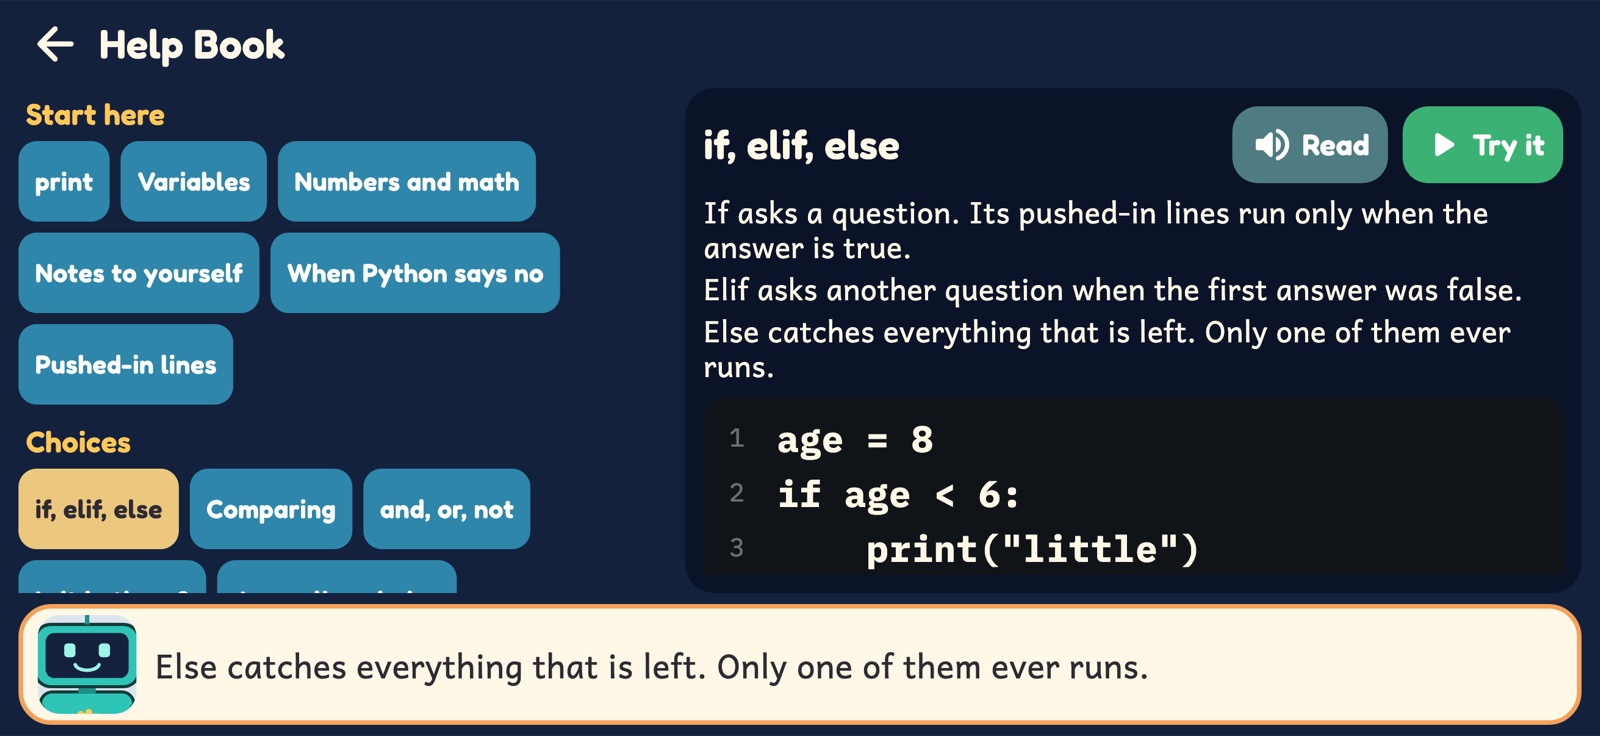 Help Book
Start here
print
Variables
Numbers and math
Notes to yourself
When Python says no
Pushed-in lines
Choices
if, elif, else
Comparing
and, or, not
if, elif, else
Read
Try it
If asks a question. Its pushed-in lines run only when the
answer is true.
Elif asks another question when the first answer was false.
Else catches everything that is left. Only one of them ever
runs.
1 age = 8
2 if age < 6:
3     print("little")
Else catches everything that is left. Only one of them ever runs.